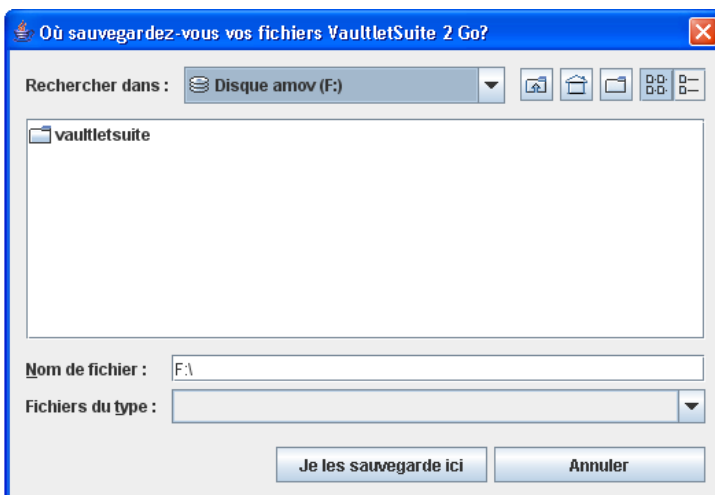 Où sauvegardez-vous vos fichiers VaultletSuite 2 Go?
Rechercher dans : Disque amov (F:)
vaultletsuite
Nom de fichier : F:\
Fichiers du type :
Je les sauvegarde ici Annuler